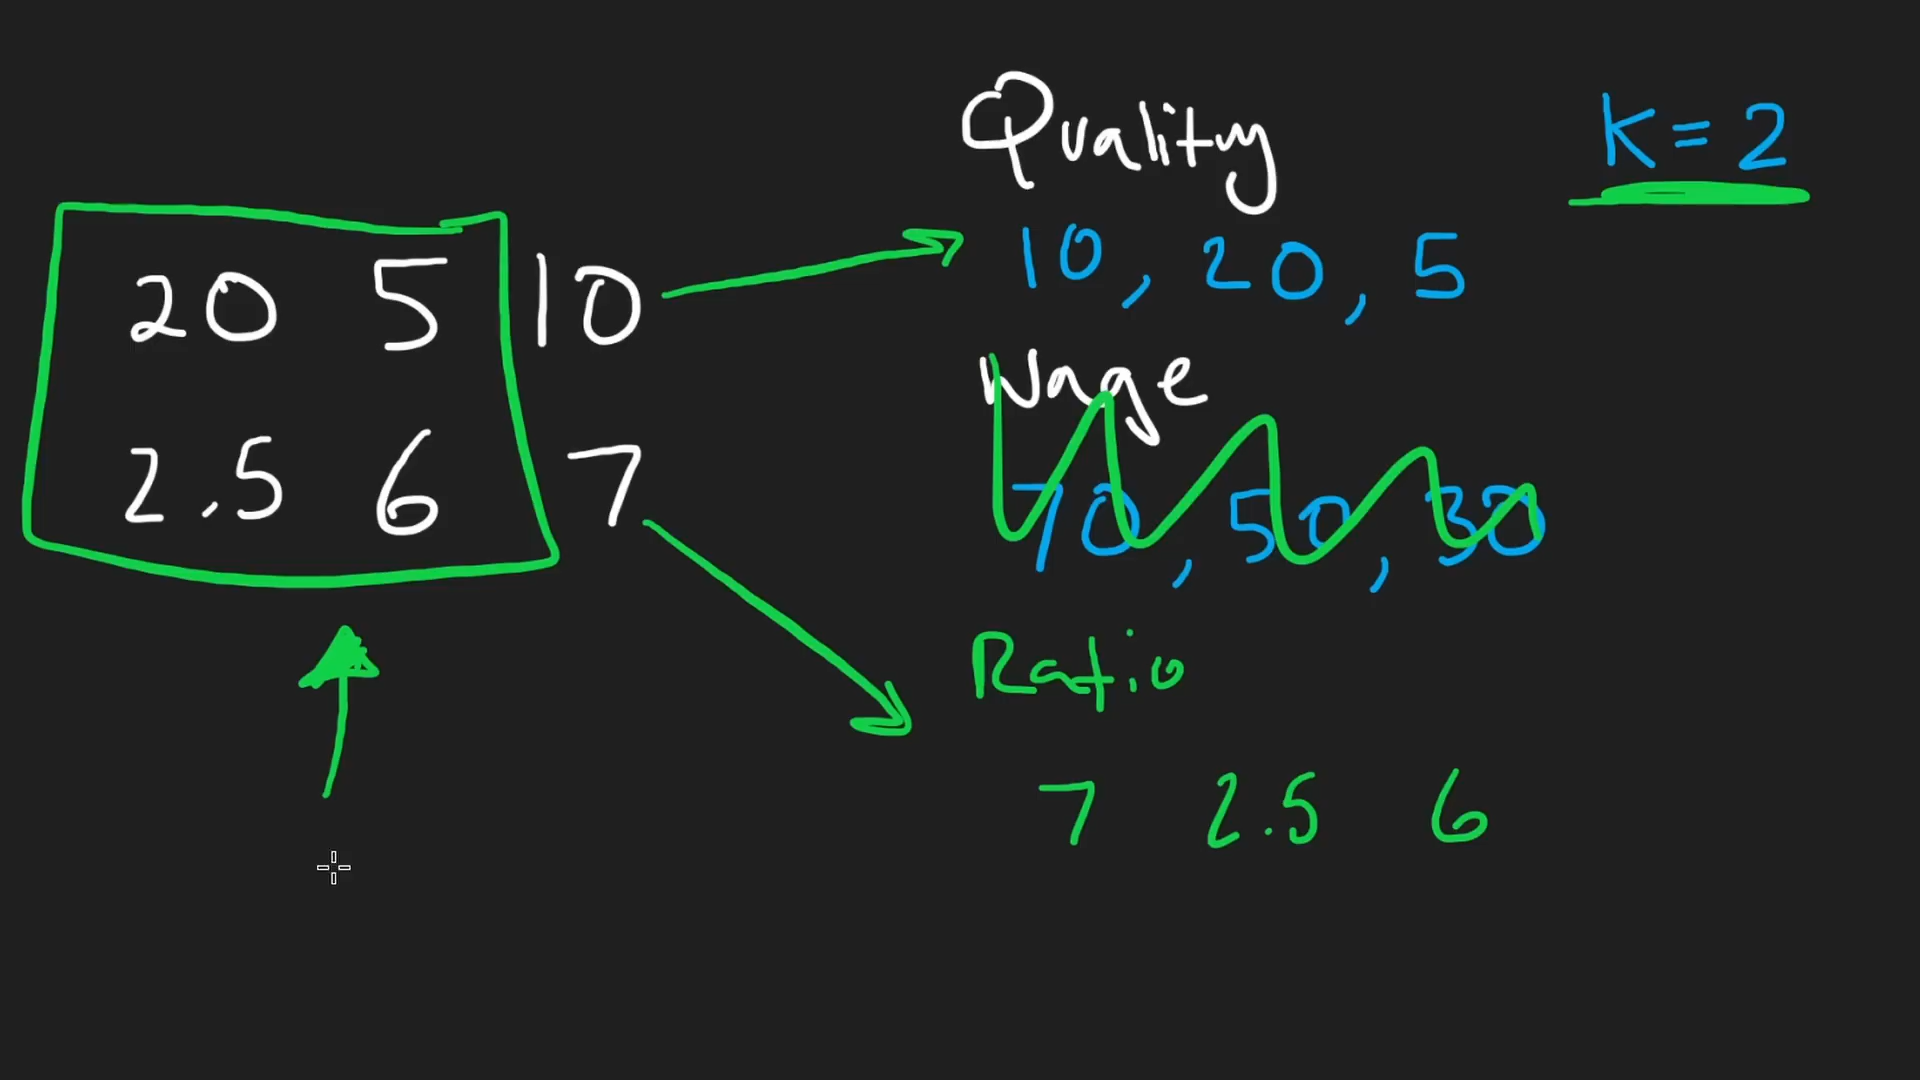 Quality
K = 2
10, 20, 5
20 5 10
Wage
2.5 6 7
70, 50, 30
Ratio
7 2.5 6